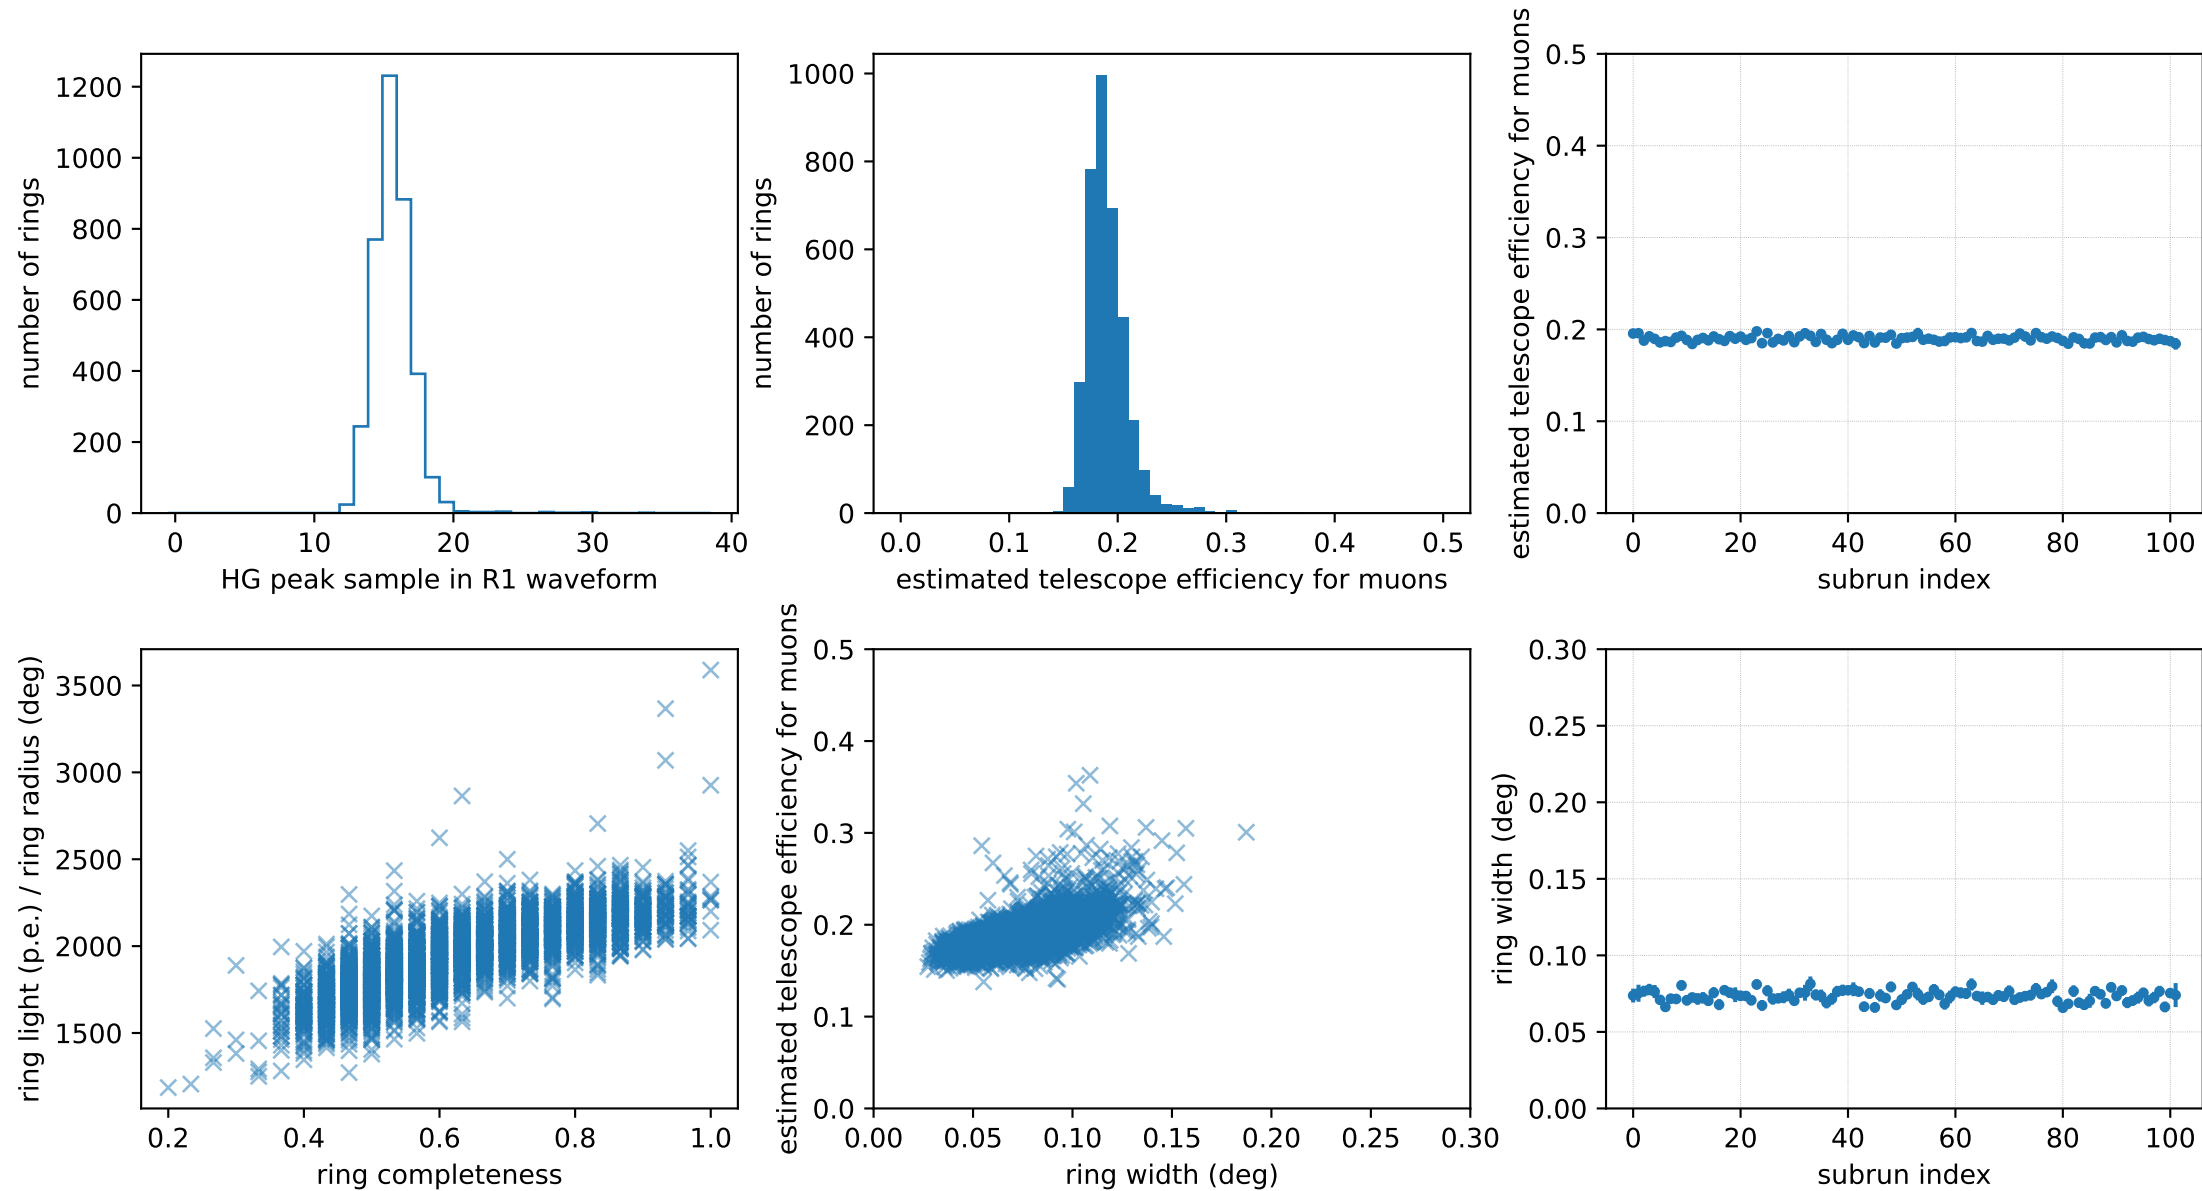 number of rings
1200
1000
800
600
400
200
0
0 10 20 30 40
HG peak sample in R1 waveform
number of rings
1000
800
600
400
200
0
0.0 0.1 0.2 0.3 0.4 0.5
estimated telescope efficiency for muons
estimated telescope efficiency for muons
0.5
0.4
0.3
0.2
0.1
0.0
0 20 40 60 80 100
subrun index
ring light (p.e.) / ring radius (deg)
3500
3000
2500
2000
1500
0.2 0.4 0.6 0.8 1.0
ring completeness
estimated telescope efficiency for muons
0.5
0.4
0.3
0.2
0.1
0.0
0.00 0.05 0.10 0.15 0.20 0.25 0.30
ring width (deg)
ring width (deg)
0.30
0.25
0.20
0.15
0.10
0.05
0.00
0 20 40 60 80 100
subrun index